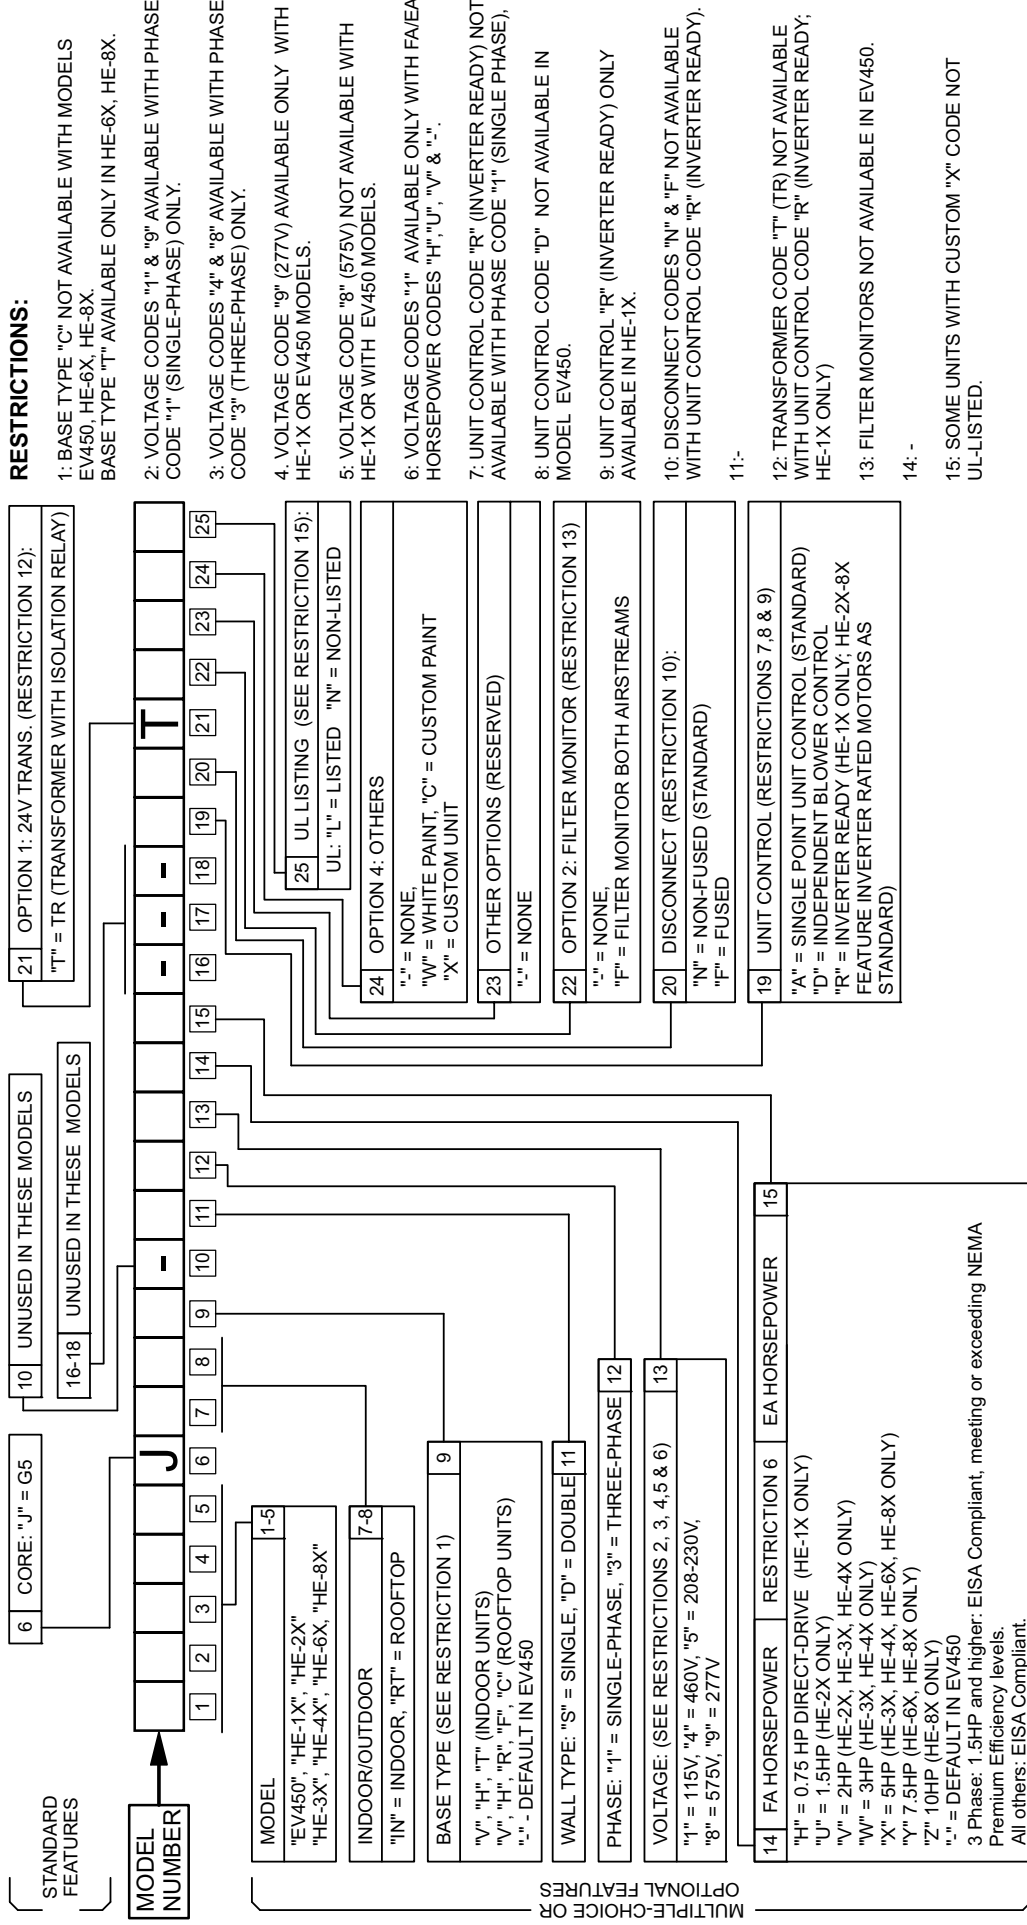 STANDARD
FEATURES
6 CORE: "J" = G5
10 UNUSED IN THESE MODELS
16-18 UNUSED IN THESE MODELS
21 OPTION 1: 24V TRANS. (RESTRICTION 12):
"T" = TR (TRANSFORMER WITH ISOLATION RELAY)
MODEL
NUMBER
J - - - - T
1 2 3 4 5 6 7 8 9 10 11 12 13 14 15 16 17 18 19 20 21 22 23 24 25
MULTIPLE-CHOICE OR
OPTIONAL FEATURES
MODEL 1-5
"EV450", "HE-1X", "HE-2X"
"HE-3X", "HE-4X", "HE-6X, "HE-8X"
INDOOR/OUTDOOR 7-8
"IN" = INDOOR, "RT" = ROOFTOP
BASE TYPE (SEE RESTRICTION 1) 9
"V", "H", "T" (INDOOR UNITS)
"V", "H", "R", "F", "C" (ROOFTOP UNITS)
"-" - DEFAULT IN EV450
WALL TYPE: "S" = SINGLE, "D" = DOUBLE 11
PHASE: "1" = SINGLE-PHASE, "3" = THREE-PHASE 12
VOLTAGE: (SEE RESTRICTIONS 2, 3, 4,5 & 6) 13
"1" = 115V, "4" = 460V, "5" = 208-230V,
"8" = 575V, "9" = 277V
14 FA HORSEPOWER RESTRICTION 6 EA HORSEPOWER 15
"H" = 0.75 HP DIRECT-DRIVE (HE-1X ONLY)
"U" = 1.5HP (HE-2X ONLY)
"V" = 2HP (HE-2X, HE-3X, HE-4X ONLY)
"W" = 3HP (HE-3X, HE-4X ONLY)
"X" = 5HP (HE-3X, HE-4X, HE-6X, HE-8X ONLY)
"Y" 7.5HP (HE-6X, HE-8X ONLY)
"Z" 10HP (HE-8X ONLY)
"-" = DEFAULT IN EV450
3 Phase: 1.5HP and higher: EISA Compliant, meeting or exceeding NEMA
Premium Efficiency levels.
All others: EISA Compliant.
25 UL LISTING (SEE RESTRICTION 15):
UL: "L" = LISTED "N" = NON-LISTED
24 OPTION 4: OTHERS
"-" = NONE,
"W" = WHITE PAINT, "C" = CUSTOM PAINT
"X" = CUSTOM UNIT
23 OTHER OPTIONS (RESERVED)
"-" = NONE
22 OPTION 2: FILTER MONITOR (RESTRICTION 13)
"-" = NONE,
"F" = FILTER MONITOR BOTH AIRSTREAMS
20 DISCONNECT (RESTRICTION 10):
"N" = NON-FUSED (STANDARD)
"F" = FUSED
19 UNIT CONTROL (RESTRICTIONS 7,8 & 9)
"A" = SINGLE POINT UNIT CONTROL (STANDARD)
"D" = INDEPENDENT BLOWER CONTROL
"R" = INVERTER READY (HE-1X ONLY; HE-2X-8X
FEATURE INVERTER RATED MOTORS AS
STANDARD)
RESTRICTIONS:
1: BASE TYPE "C" NOT AVAILABLE WITH MODELS
EV450, HE-6X, HE-8X.
BASE TYPE "T" AVAILABLE ONLY IN HE-6X, HE-8X.
2: VOLTAGE CODES "1" & "9" AVAILABLE WITH PHASE
CODE "1" (SINGLE-PHASE) ONLY.
3: VOLTAGE CODES "4" & "8" AVAILABLE WITH PHASE
CODE "3" (THREE-PHASE) ONLY.
4. VOLTAGE CODE "9" (277V) AVAILABLE ONLY WITH
HE-1X OR EV450 MODELS.
5: VOLTAGE CODE "8" (575V) NOT AVAILABLE WITH
HE-1X OR WITH EV450 MODELS.
6: VOLTAGE CODES "1" AVAILABLE ONLY WITH FA/EA
HORSEPOWER CODES "H","U", "V" & "-".
7: UNIT CONTROL CODE "R" (INVERTER READY) NOT
AVAILABLE WITH PHASE CODE "1" (SINGLE PHASE),
8: UNIT CONTROL CODE "D" NOT AVAILABLE IN
MODEL EV450.
9: UNIT CONTROL "R" (INVERTER READY) ONLY
AVAILABLE IN HE-1X.
10: DISCONNECT CODES "N" & "F" NOT AVAILABLE
WITH UNIT CONTROL CODE "R" (INVERTER READY).
11:-
12: TRANSFORMER CODE "T" (TR) NOT AVAILABLE
WITH UNIT CONTROL CODE "R" (INVERTER READY;
HE-1X ONLY)
13: FILTER MONITORS NOT AVAILABLE IN EV450.
14: -
15: SOME UNITS WITH CUSTOM "X" CODE NOT
UL-LISTED.